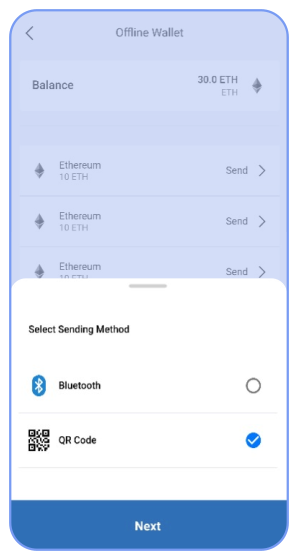 Offline Wallet
Balance
30.0 ETH
ETH
Ethereum
10 ETH
Send
Ethereum
10 ETH
Send
Ethereum
10 ETH
Send
Select Sending Method
Bluetooth
QR Code
Next